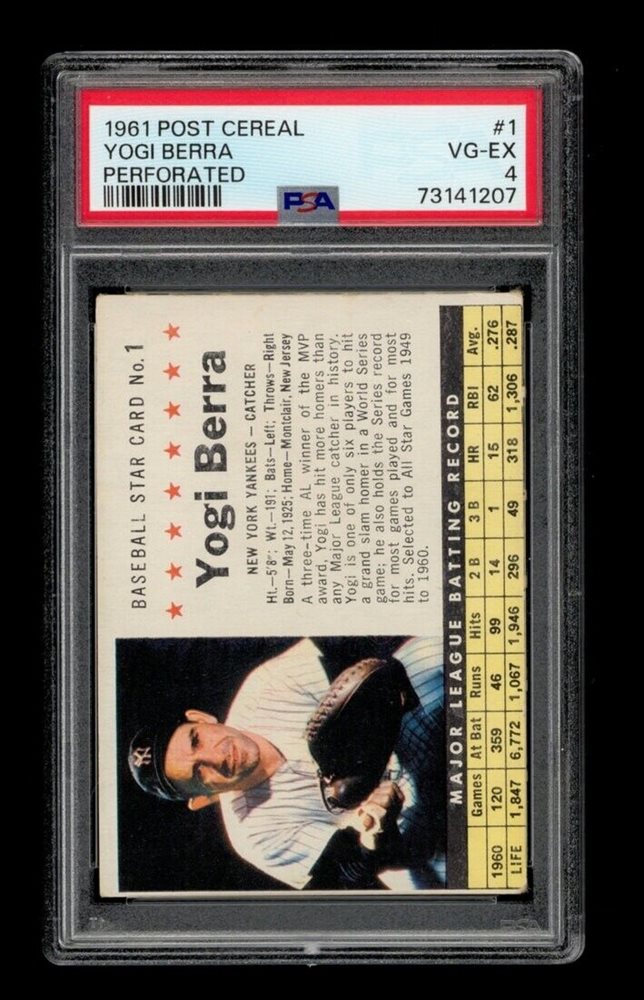 1961 POST CEREAL #1
YOGI BERRA VG-EX
PERFORATED 4
PSA 73141207
BASEBALL STAR CARD No. 1
Yogi Berra
NEW YORK YANKEES — CATCHER
Ht.—5'8"; Wt.—191; Bats—Left; Throws—Right
Born—May 12, 1925; Home—Montclair, New Jersey
A three-time AL winner of the MVP
award, Yogi has hit more homers than
any Major League catcher in history.
Yogi is one of only six players to hit
a grand slam homer in a World Series
game; he also holds the Series record
for most games played and for most
hits. Selected to All Star Games 1949
to 1960.
MAJOR LEAGUE BATTING RECORD
Games At Bat Runs Hits 2 B 3 B HR RBI Avg.
1960 120 359 46 99 14 1 15 62 .276
LIFE 1,847 6,772 1,067 1,946 296 49 318 1,306 .287